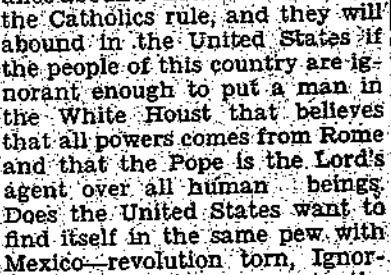 the Catholics rule, and they will
abound in the United States if
the people of this country are ig-
norant enough to put a man in
the White Houst that believes
that all powers comes from Rome
and that the Pope is the Lord's
agent over all human beings.
Does the United States want to
find itself in the same pew with
Mexico—revolution torn, Ignor-